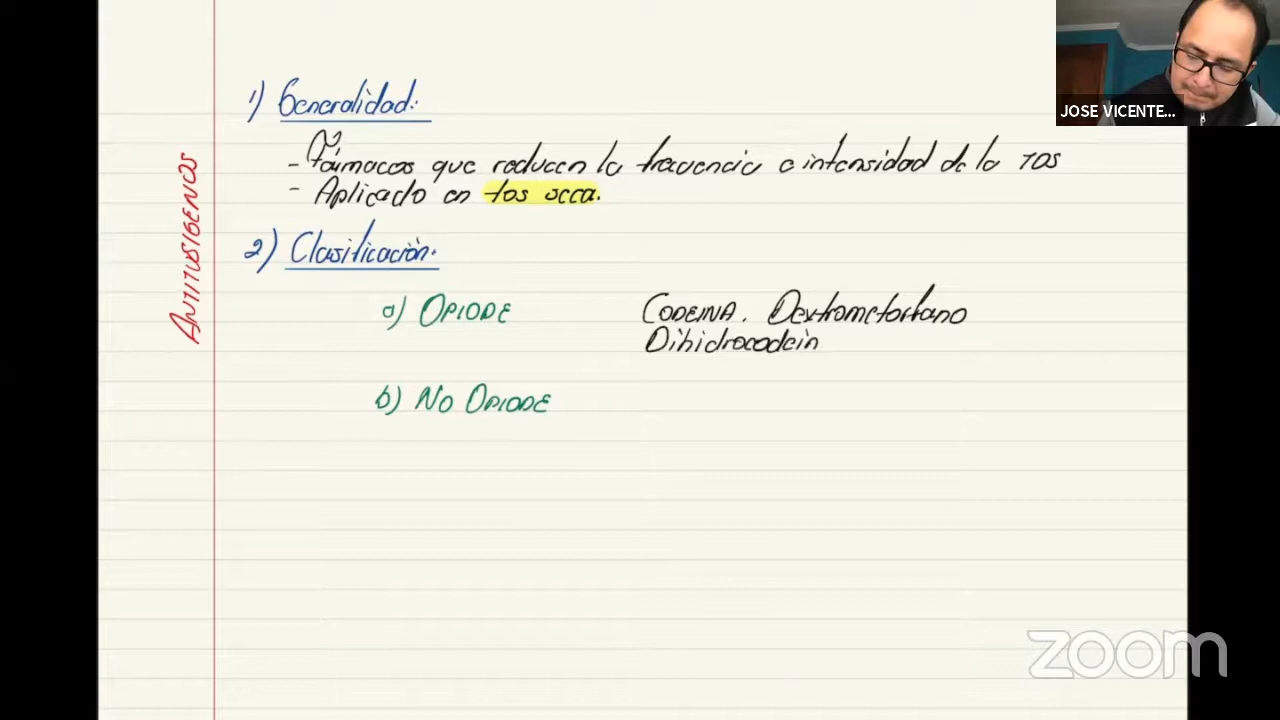 JOSE VICENTE...
ANTITUSIGENOS
1) Generalidad:
- Fármacos que reducen la frecuencia e intensidad de la TOS
- Aplicado en tos seca.
2) Clasificación:
a) OPIODE CODEINA. Dextrometorfano
Dihidrocodein
b) NO OPIODE
zoom